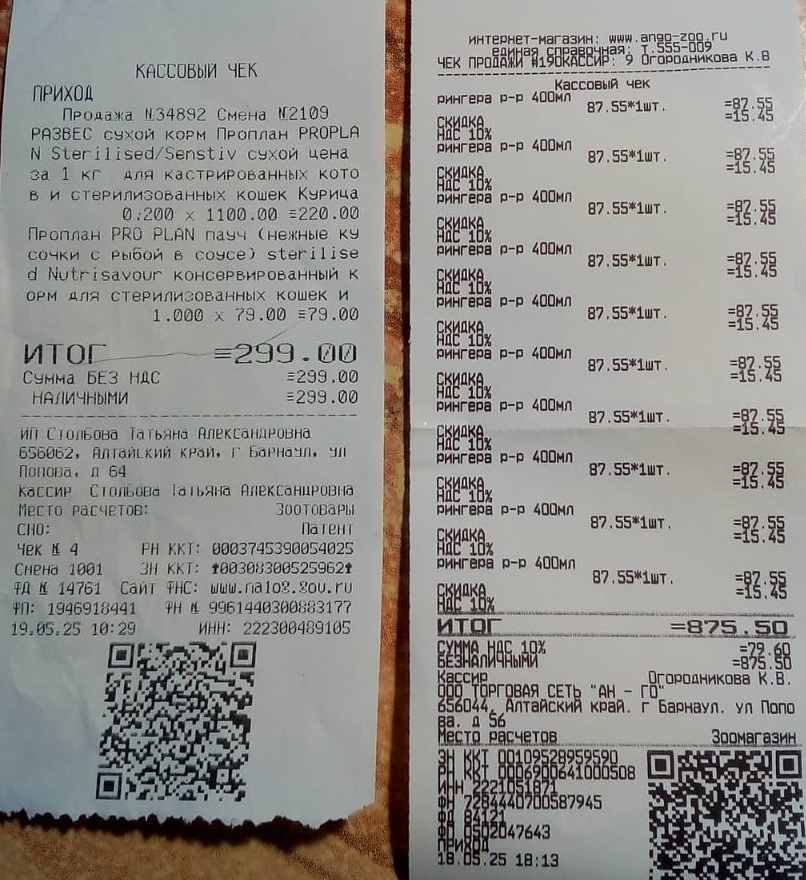 КАССОВЫЙ ЧЕК
ПРИХОД
Продажа №34892 Смена №2109
РАЗВЕС сухой корм Проплан PROPLA
N Sterilised/Senstiv сухой цена
за 1 кг для кастрированных кото
в и стерилизованных кошек Курица
0.200 x 1100.00 ≡220.00
Проплан PRO PLAN пауч (нежные ку
сочки с рыбой в соусе) sterilise
d Nutrisavour консервированный к
орм для стерилизованных кошек и
1.000 x 79.00 ≡79.00
ИТОГ ≡299.00
Сумма БЕЗ НДС ≡299.00
НАЛИЧНЫМИ ≡299.00
ИП Столбова Татьяна Александровна
656062, Алтайский край, г Барнаул, ул
Попова, д 64
Кассир Столбова Татьяна Александровна
Место расчетов: Зоотовары
СНО: Патент
Чек № 4 РН ККТ: 0003745390054025
Смена 1001 ЗН ККТ: ↑00308300525962↑
ФД № 14761 Сайт ФНС: www.nalog.gov.ru
ФП: 1946918441 ФН № 9961440300883177
19.05.25 10:29 ИНН: 222300489105
интернет-магазин: www.ango-zoo.ru
единая справочная: т.555-009
ЧЕК ПРОДАЖИ №190КАССИР: 9 Огородникова К.В
Кассовый чек
рингера р-р 400мл
87.55*1шт. =87.55
СКИДКА =15.45
НДС 10%
рингера р-р 400мл
87.55*1шт. =87.55
СКИДКА =15.45
НДС 10%
рингера р-р 400мл
87.55*1шт. =87.55
СКИДКА =15.45
НДС 10%
рингера р-р 400мл
87.55*1шт. =87.55
СКИДКА =15.45
НДС 10%
рингера р-р 400мл
87.55*1шт. =87.55
СКИДКА =15.45
НДС 10%
рингера р-р 400мл
87.55*1шт. =87.55
СКИДКА =15.45
НДС 10%
рингера р-р 400мл
87.55*1шт. =87.55
СКИДКА =15.45
НДС 10%
рингера р-р 400мл
87.55*1шт. =87.55
СКИДКА =15.45
НДС 10%
рингера р-р 400мл
87.55*1шт. =87.55
СКИДКА =15.45
НДС 10%
рингера р-р 400мл
87.55*1шт. =87.55
СКИДКА =15.45
НДС 10%
ИТОГ =875.50
СУММА НДС 10% =79.60
БЕЗНАЛИЧНЫМИ =875.50
Кассир Огородникова К.В.
ООО ТОРГОВАЯ СЕТЬ "АН - ГО"
656044, Алтайский край, г Барнаул, ул Попо
ва, д 56
Место расчетов Зоомагазин
ЗН ККТ 00109528959590
РН ККТ 0006900641000508
ИНН 2221051871
ФН 7284440700587945
ФД 84121
ФП 0502047643
ПРИХОД
18.05.25 18:13